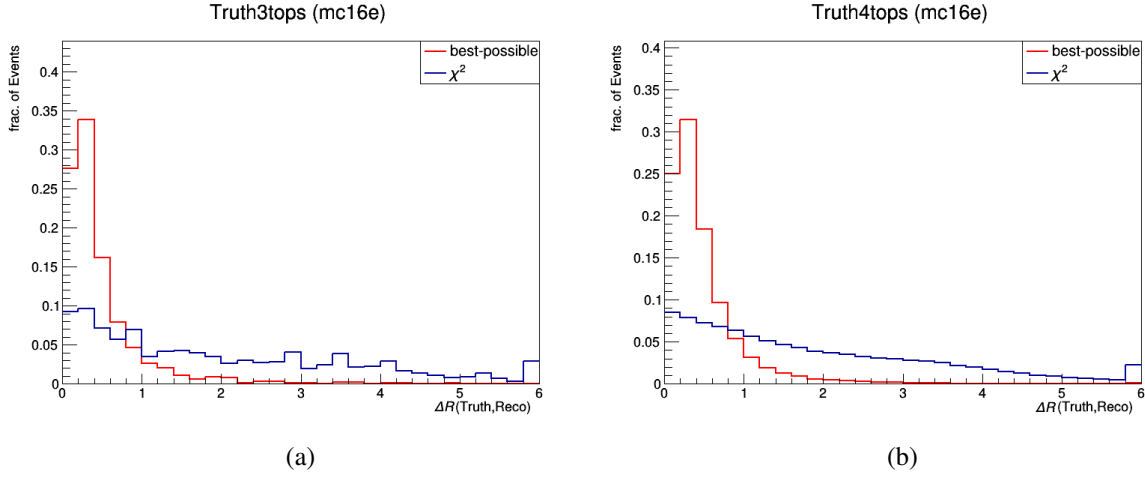 Truth3tops (mc16e)
frac. of Events
0.4
0.35
0.3
0.25
0.2
0.15
0.1
0.05
0
best-possible
χ²
0 1 2 3 4 5 6
ΔR(Truth,Reco)
(a)
Truth4tops (mc16e)
frac. of Events
0.4
0.35
0.3
0.25
0.2
0.15
0.1
0.05
0
best-possible
χ²
0 1 2 3 4 5 6
ΔR(Truth,Reco)
(b)